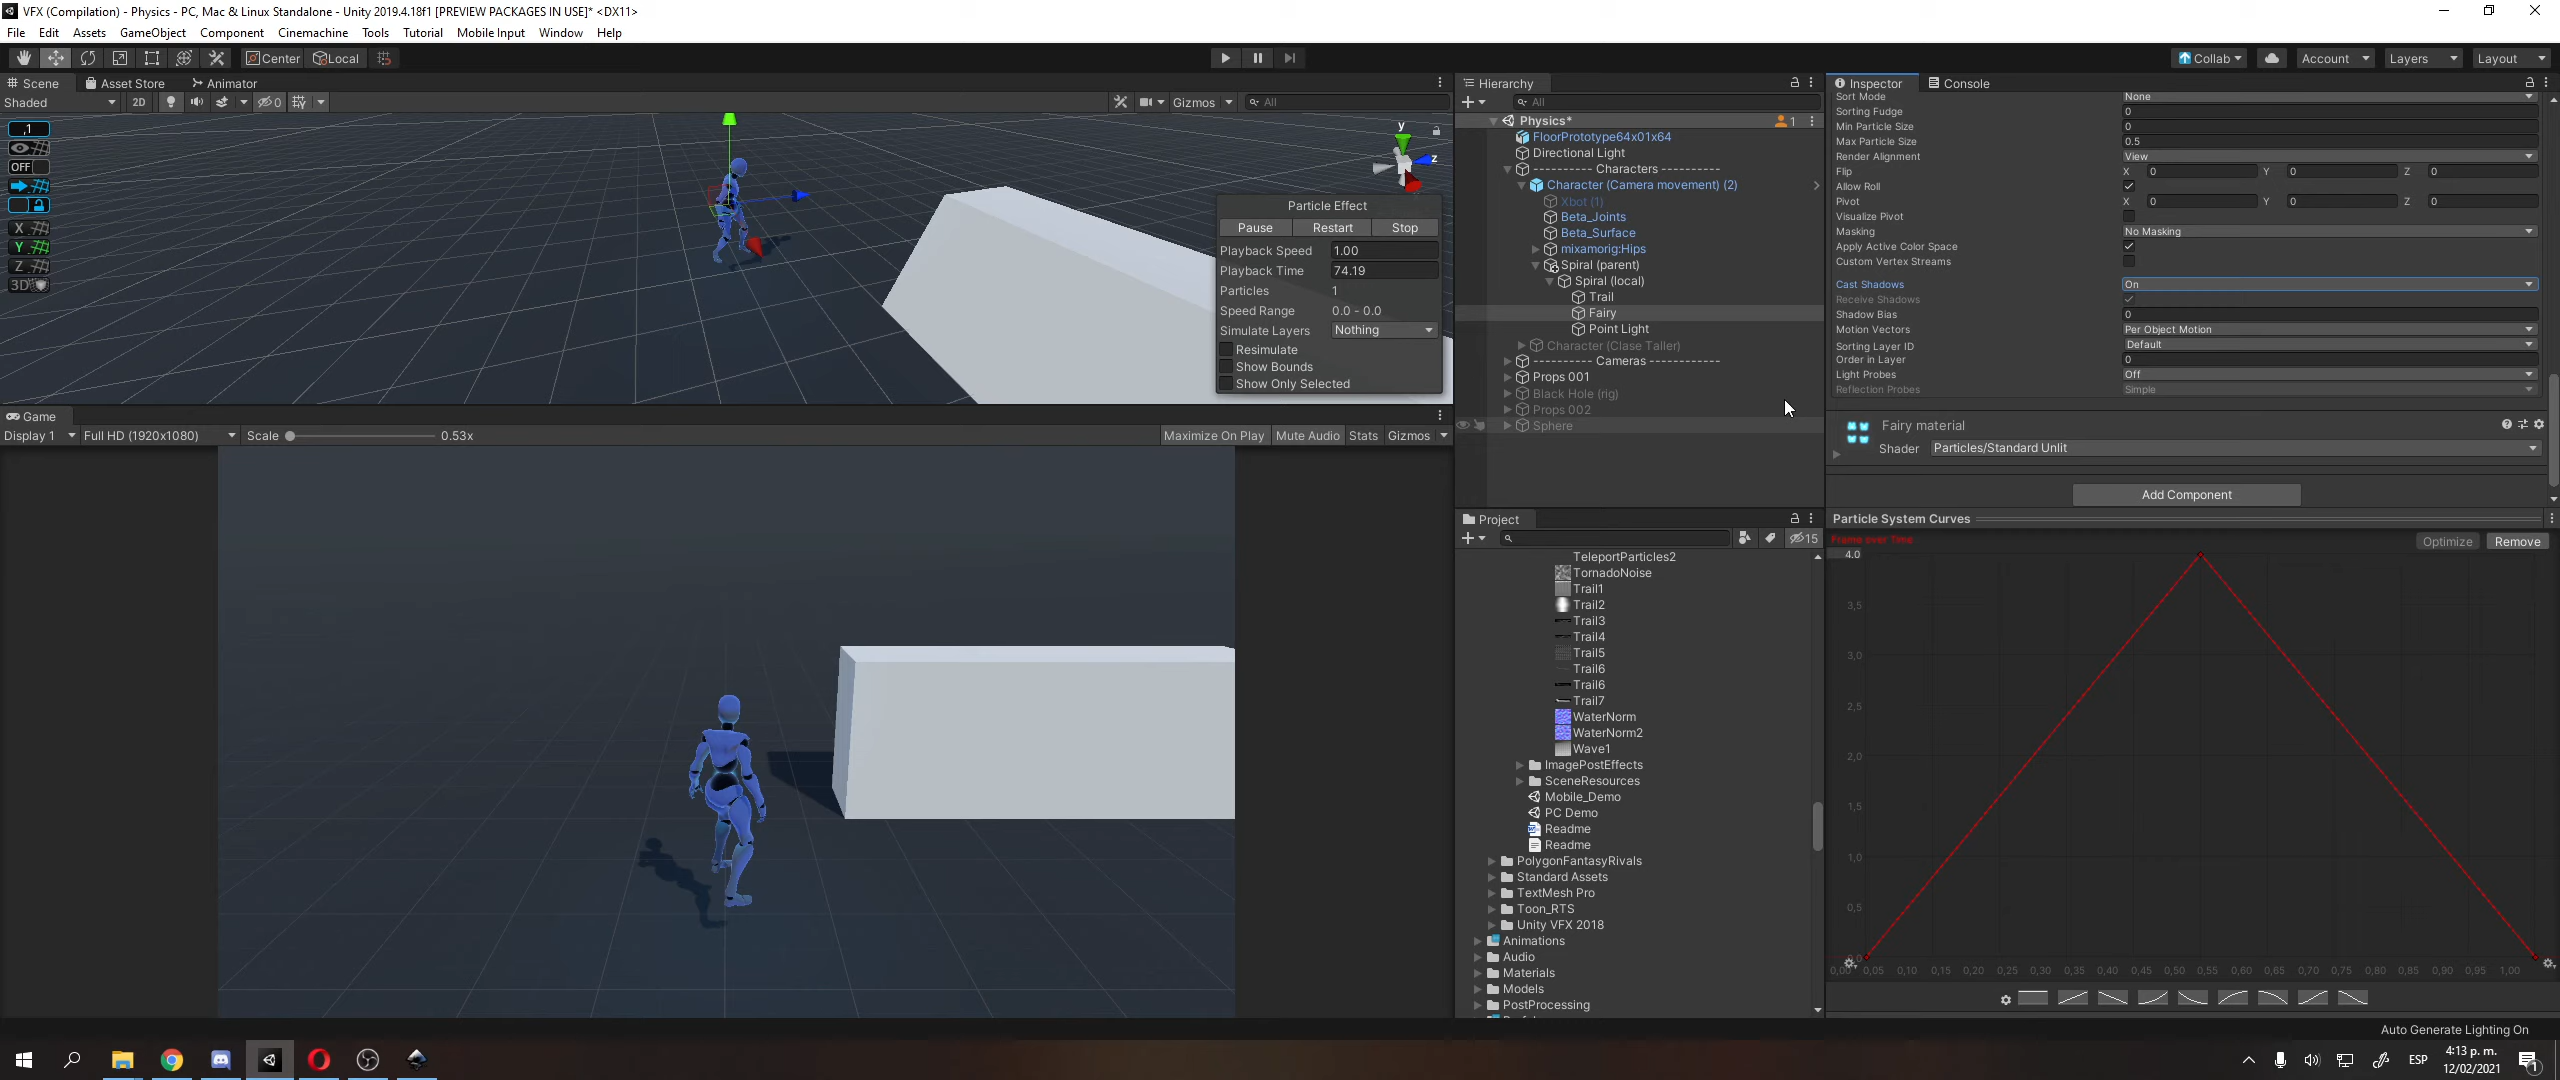 VFX (Compilation) - Physics - PC, Mac & Linux Standalone - Unity 2019.4.18f1 [PREVIEW PACKAGES IN USE]* <DX11>
File Edit Assets GameObject Component Cinemachine Tools Tutorial Mobile Input Window Help
Center Local Collab Account Layers Layout
Scene Asset Store Animator
Shaded 2D 0 Gizmos All
,1
OFF
X
Y
Z
3D
y
z
Particle Effect
Pause Restart Stop
Playback Speed 1.00
Playback Time 74.19
Particles 1
Speed Range 0.0 - 0.0
Simulate Layers Nothing
Resimulate
Show Bounds
Show Only Selected
Game
Display 1 Full HD (1920x1080) Scale 0.53x Maximize On Play Mute Audio Stats Gizmos
Hierarchy
All
Physics* 1
FloorPrototype64x01x64
Directional Light
---------- Characters ----------
Character (Camera movement) (2)
Xbot (1)
Beta_Joints
Beta_Surface
mixamorig:Hips
Spiral (parent)
Spiral (local)
Trail
Fairy
Point Light
Character (Clase Taller)
---------- Cameras ------------
Props 001
Black Hole (rig)
Props 002
Sphere
Project
15
TeleportParticles2
TornadoNoise
Trail1
Trail2
Trail3
Trail4
Trail5
Trail6
Trail6
Trail7
WaterNorm
WaterNorm2
Wave1
ImagePostEffects
SceneResources
Mobile_Demo
PC Demo
Readme
Readme
PolygonFantasyRivals
Standard Assets
TextMesh Pro
Toon_RTS
Unity VFX 2018
Animations
Audio
Materials
Models
PostProcessing
Inspector Console
Sort Mode None
Sorting Fudge 0
Min Particle Size 0
Max Particle Size 0.5
Render Alignment View
Flip X 0 Y 0 Z 0
Allow Roll
Pivot X 0 Y 0 Z 0
Visualize Pivot
Masking No Masking
Apply Active Color Space
Custom Vertex Streams
Cast Shadows On
Receive Shadows
Shadow Bias 0
Motion Vectors Per Object Motion
Sorting Layer ID Default
Order in Layer 0
Light Probes Off
Reflection Probes Simple
Fairy material
Shader Particles/Standard Unlit
Add Component
Particle System Curves
Frame over Time
Optimize Remove
4.0
3,5
3,0
2,5
2,0
1,5
1,0
0,5
0,00 0,05 0,10 0,15 0,20 0,25 0,30 0,35 0,40 0,45 0,50 0,55 0,60 0,65 0,70 0,75 0,80 0,85 0,90 0,95 1,00
Auto Generate Lighting On
ESP
4:13 p. m.
12/02/2021
1